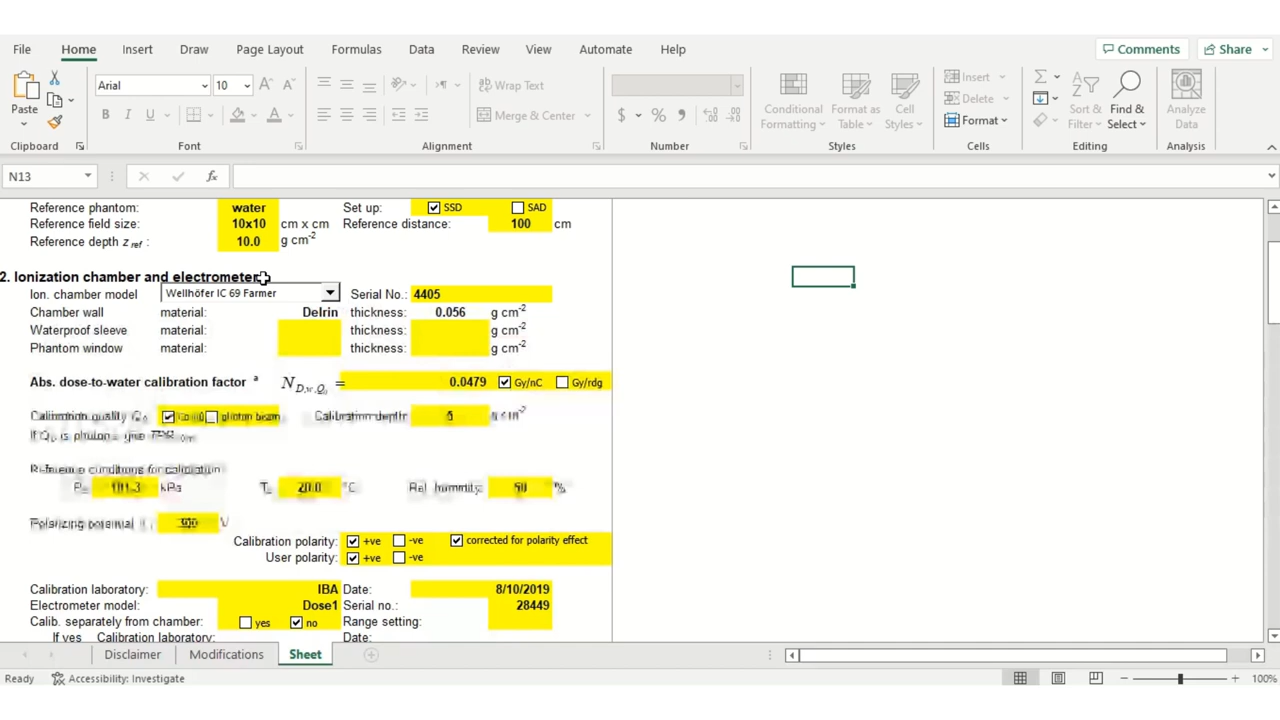 File Home Insert Draw Page Layout Formulas Data Review View Automate Help Comments Share
Arial 10 Wrap Text Insert
Paste B I U Merge & Center $ % Conditional Formatting Format as Table Cell Styles Delete Format Sort & Filter Find & Select Analyze Data
Clipboard Font Alignment Number Styles Cells Editing Analysis
N13 fx
Reference phantom: water Set up: SSD SAD
Reference field size: 10x10 cm x cm Reference distance: 100 cm
Reference depth z ref : 10.0 g cm-2
2. Ionization chamber and electrometer
Ion. chamber model Wellhöfer IC 69 Farmer Serial No.: 4405
Chamber wall material: Delrin thickness: 0.056 g cm-2
Waterproof sleeve material: thickness: g cm-2
Phantom window material: thickness: g cm-2
Abs. dose-to-water calibration factor a N D,w,Q0 = 0.0479 Gy/nC Gy/rdg
Calibration quality Q0 photon beam Calibration depth:
Reference conditions for calibration
101.3 kPa 20.0 °C Rel. humidity: 50 %
Polarizing potential V
Calibration polarity: +ve -ve corrected for polarity effect
User polarity: +ve -ve
Calibration laboratory: IBA Date: 8/10/2019
Electrometer model: Dose1 Serial no.: 28449
Calib. separately from chamber: yes no Range setting:
If yes Calibration laboratory: Date:
Disclaimer Modifications Sheet
Ready Accessibility: Investigate 100%